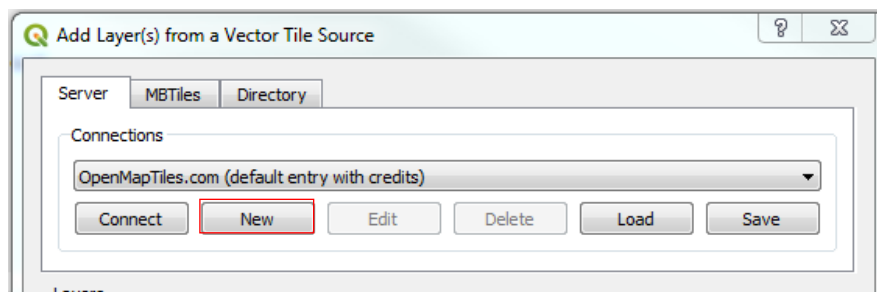 Add Layer(s) from a Vector Tile Source
Server MBTiles Directory
Connections
OpenMapTiles.com (default entry with credits)
Connect New Edit Delete Load Save